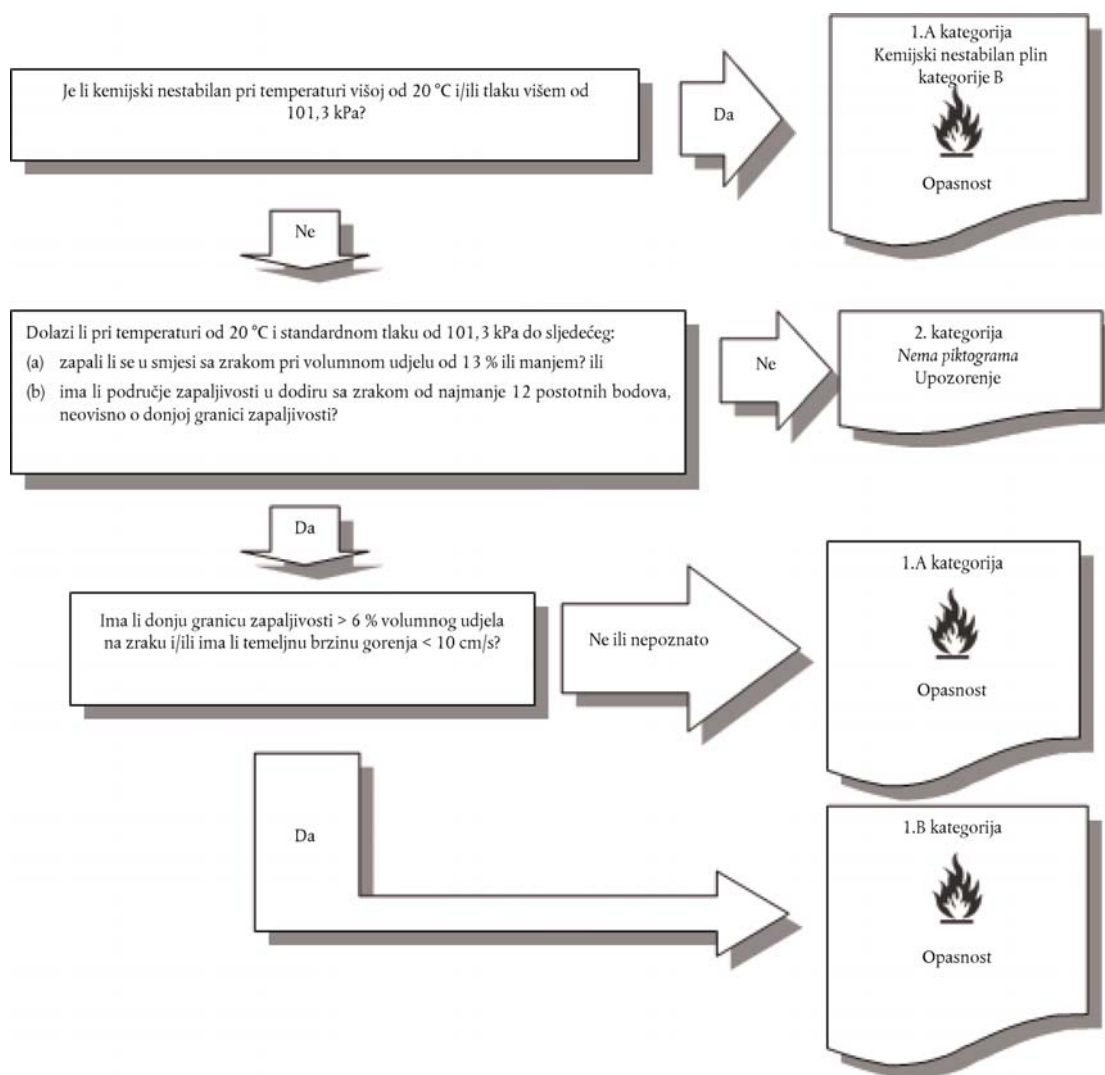 Je li kemijski nestabilan pri temperaturi višoj od 20 °C i/ili tlaku višem od
101,3 kPa?
Da
1.A kategorija
Kemijski nestabilan plin
kategorije B
Opasnost
Ne
Dolazi li pri temperaturi od 20 °C i standardnom tlaku od 101,3 kPa do sljedećeg:
(a) zapali li se u smjesi sa zrakom pri volumnom udjelu od 13 % ili manjem? ili
(b) ima li područje zapaljivosti u dodiru sa zrakom od najmanje 12 postotnih bodova,
neovisno o donjoj granici zapaljivosti?
Ne
2. kategorija
Nema piktograma
Upozorenje
Da
Ima li donju granicu zapaljivosti > 6 % volumnog udjela
na zraku i/ili ima li temeljnu brzinu gorenja < 10 cm/s?
Ne ili nepoznato
1.A kategorija
Opasnost
Da
1.B kategorija
Opasnost